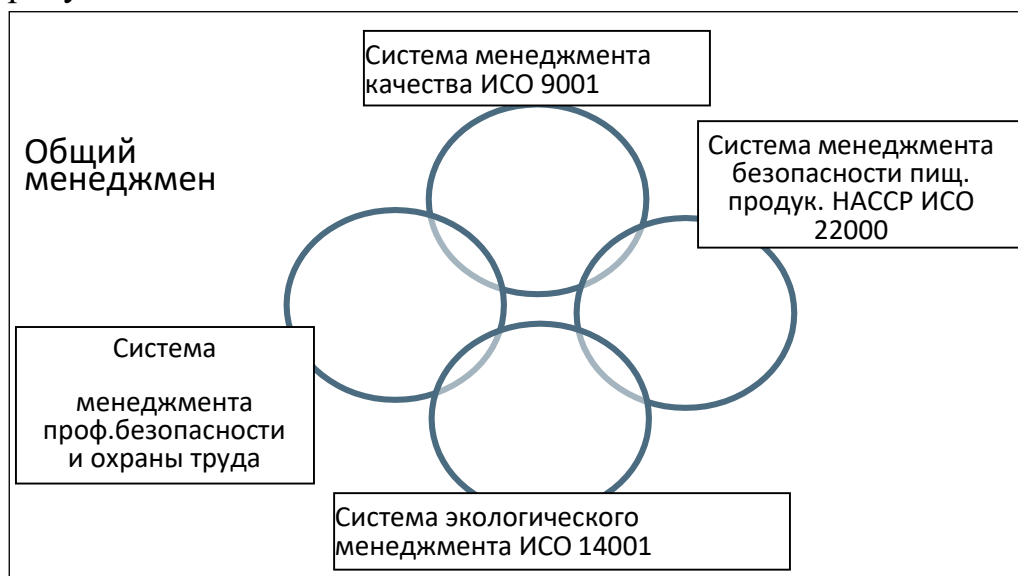 Система менеджмента
качества ИСО 9001
Общий
менеджмен
Система менеджмента
безопасности пищ.
продук. НАССР ИСО
22000
Система
менеджмента
проф.безопасности
и охраны труда
Система экологического
менеджмента ИСО 14001